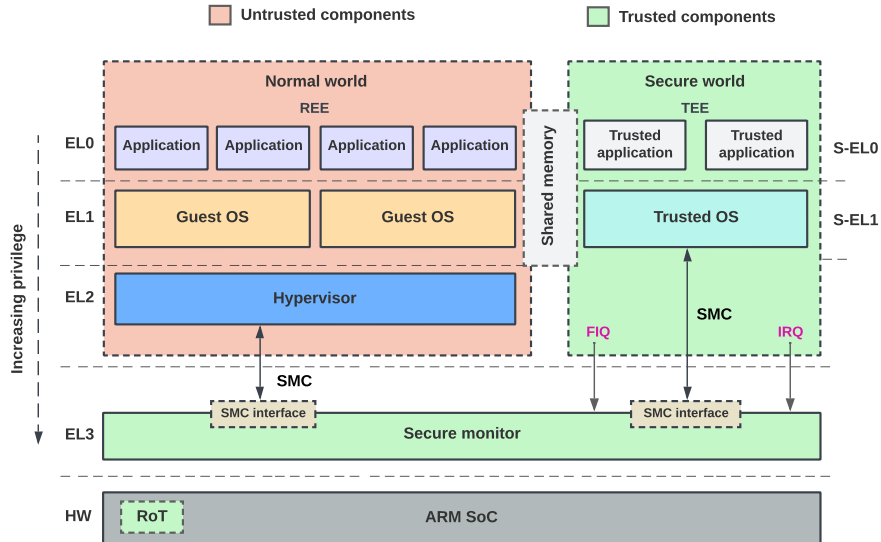 Untrusted components
Trusted components
Normal world
Secure world
REE
TEE
EL0
Application
Application
Application
Application
Trusted
application
Trusted
application
S-EL0
Shared memory
EL1
Guest OS
Guest OS
Trusted OS
S-EL1
Increasing privilege
EL2
Hypervisor
SMC
FIQ
IRQ
SMC
SMC interface
SMC interface
EL3
Secure monitor
HW
RoT
ARM SoC